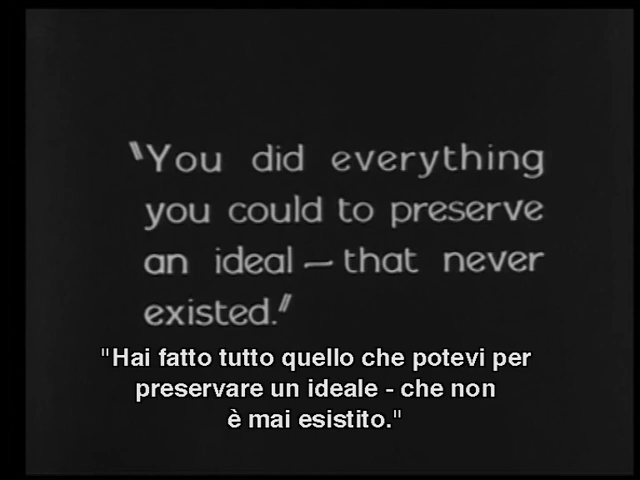 "You did everything
you could to preserve
an ideal — that never
existed."
"Hai fatto tutto quello che potevi per
preservare un ideale - che non
è mai esistito."